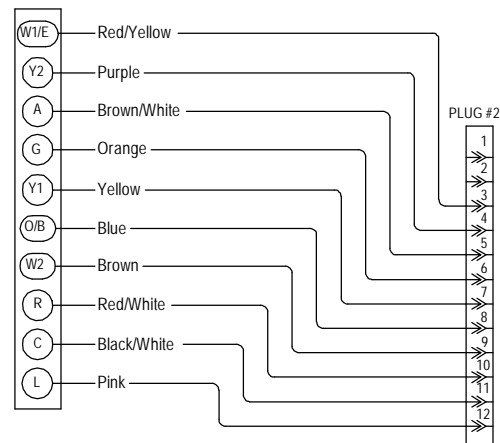 W1/E Red/Yellow
Y2 Purple
A Brown/White
G Orange
Y1 Yellow
O/B Blue
W2 Brown
R Red/White
C Black/White
L Pink
PLUG #2
1
2
3
4
5
6
7
8
9
10
11
12